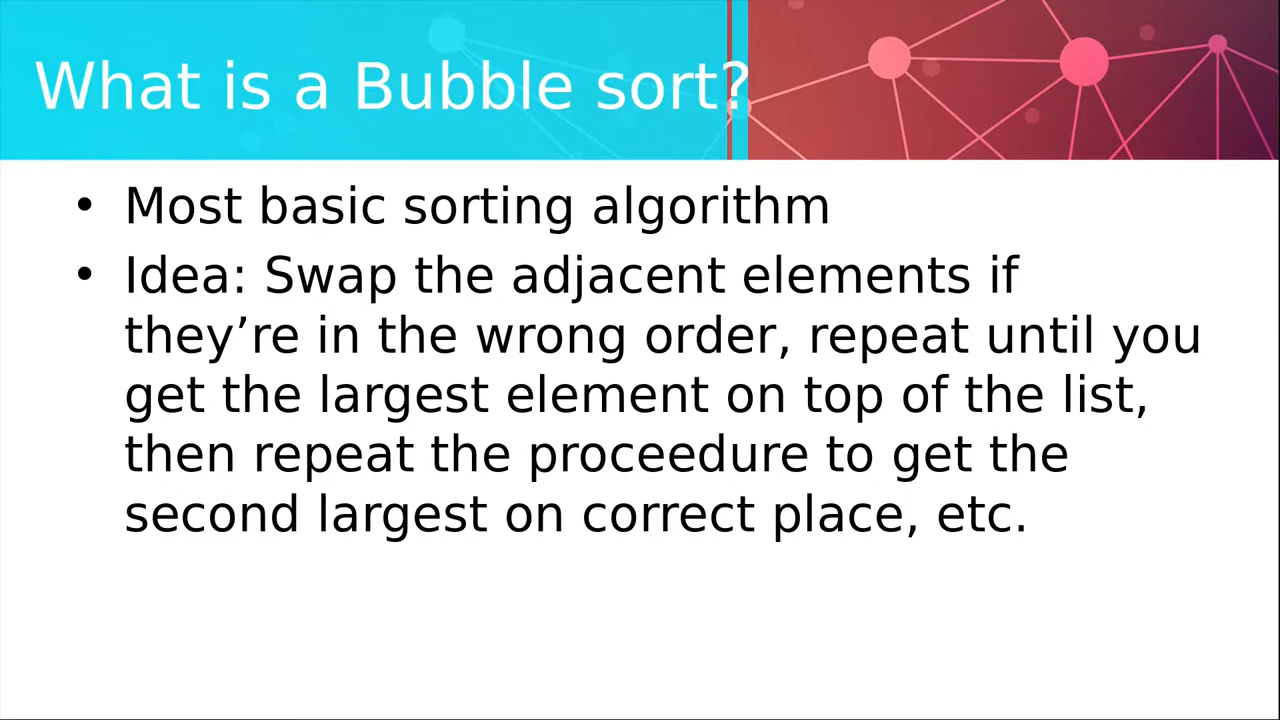 What is a Bubble sort?
• Most basic sorting algorithm
• Idea: Swap the adjacent elements if
they’re in the wrong order, repeat until you
get the largest element on top of the list,
then repeat the proceedure to get the
second largest on correct place, etc.